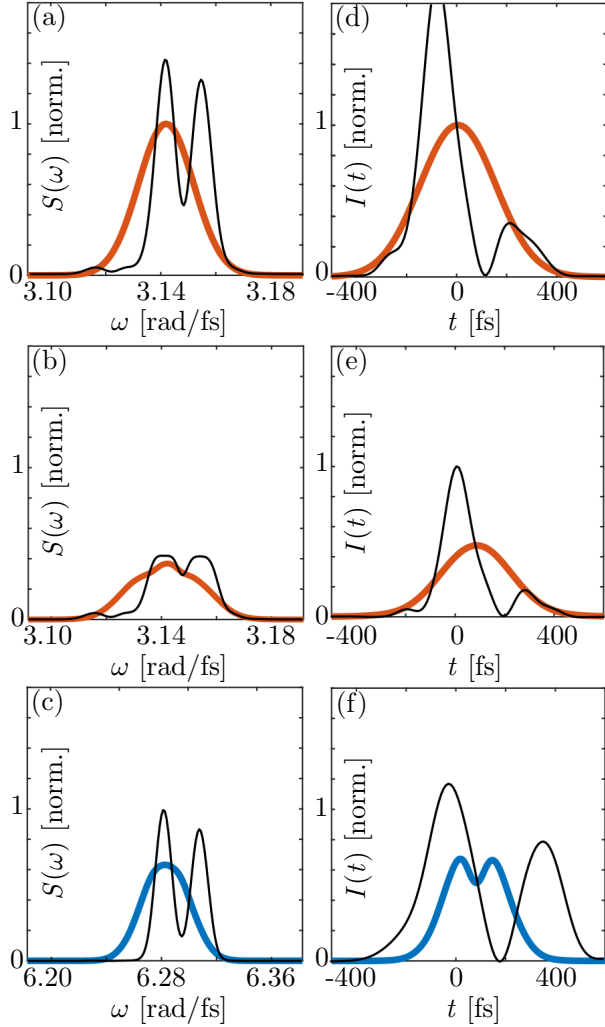 (a)
S(ω) [norm.]
1
0
3.10 3.14 3.18
ω [rad/fs]
(d)
I(t) [norm.]
1
0
-400 0 400
t [fs]
(b)
S(ω) [norm.]
1
0
3.10 3.14 3.18
ω [rad/fs]
(e)
I(t) [norm.]
1
0
-400 0 400
t [fs]
(c)
S(ω) [norm.]
1
0
6.20 6.28 6.36
ω [rad/fs]
(f)
I(t) [norm.]
1
0
-400 0 400
t [fs]